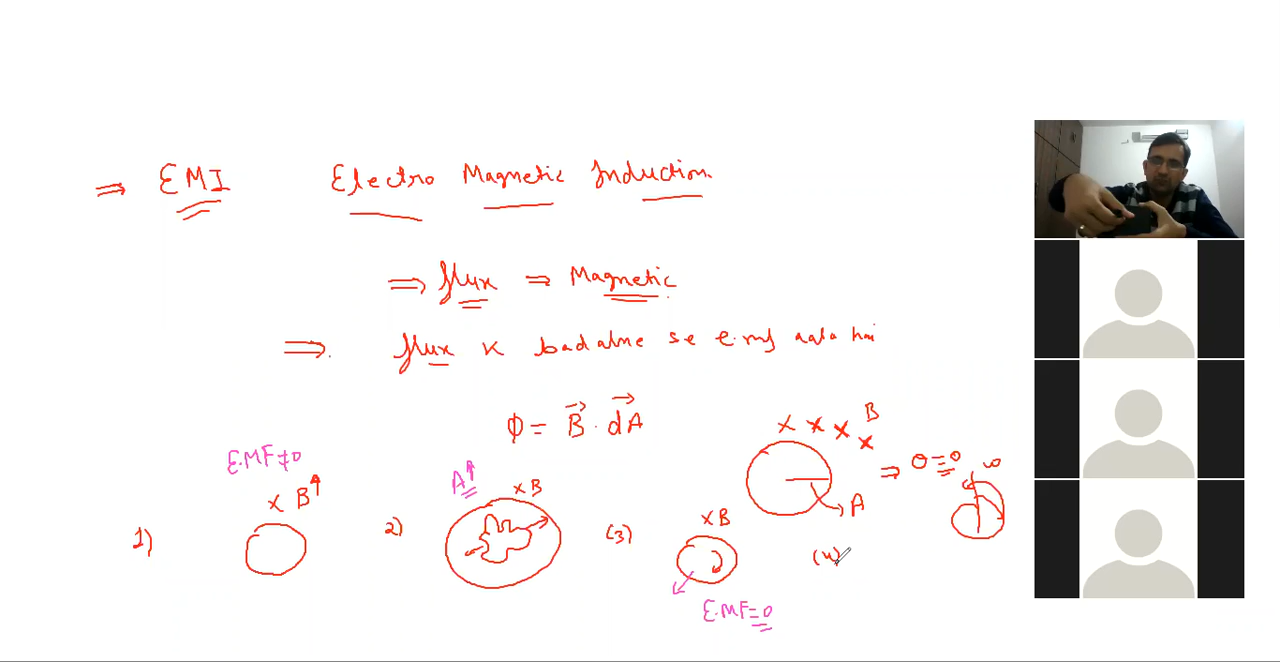 ⇒ EMI Electro Magnetic Induction.
⇒ flux ⇒ Magnetic
⇒ flux K badalne se e.mf aata hai
Φ = B⃗ · dA⃗
x x x x B
⇒ θ = 0
ω
A
E.MF ≠ 0
x B↑
1)
A↑
x B
2)
x B
(3)
E.MF = 0
(4)